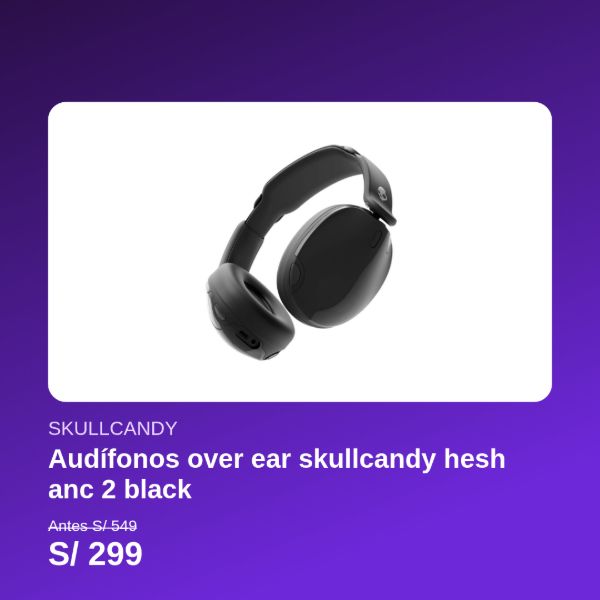 SKULLCANDY
Audífonos over ear skullcandy hesh
anc 2 black
Antes S/ 549
S/ 299